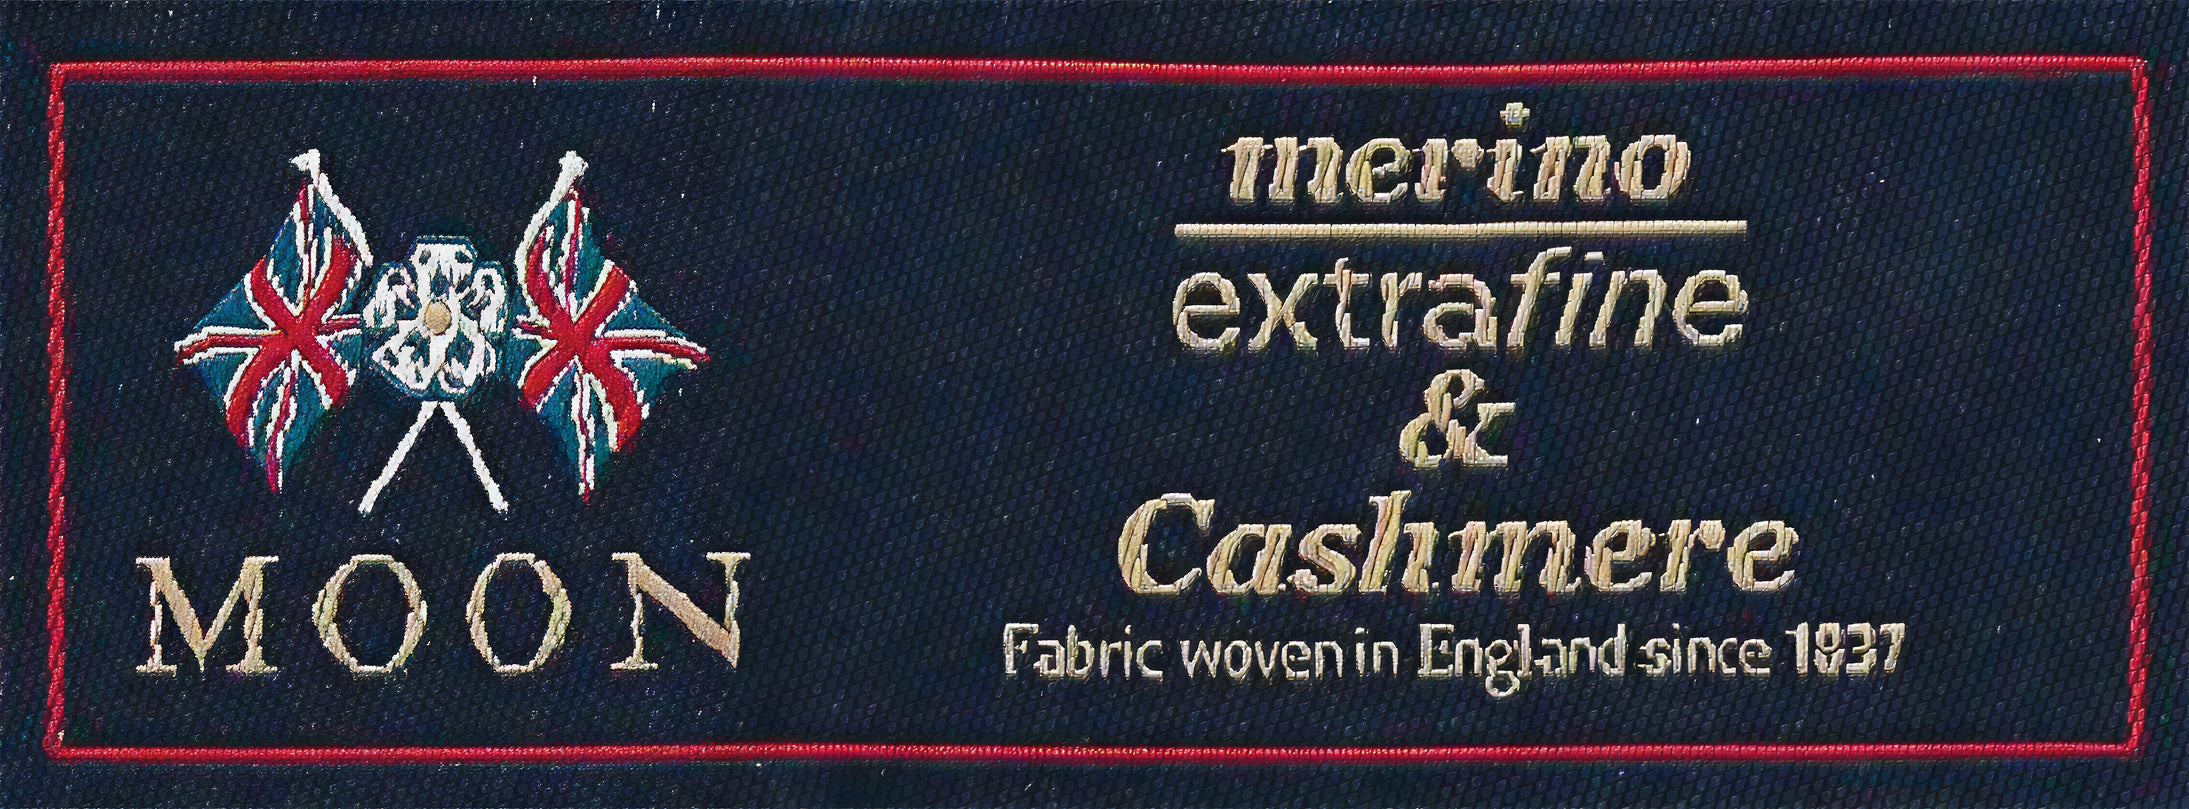 MOON
merino
extrafine
&
Cashmere
Fabric woven in England since 1837